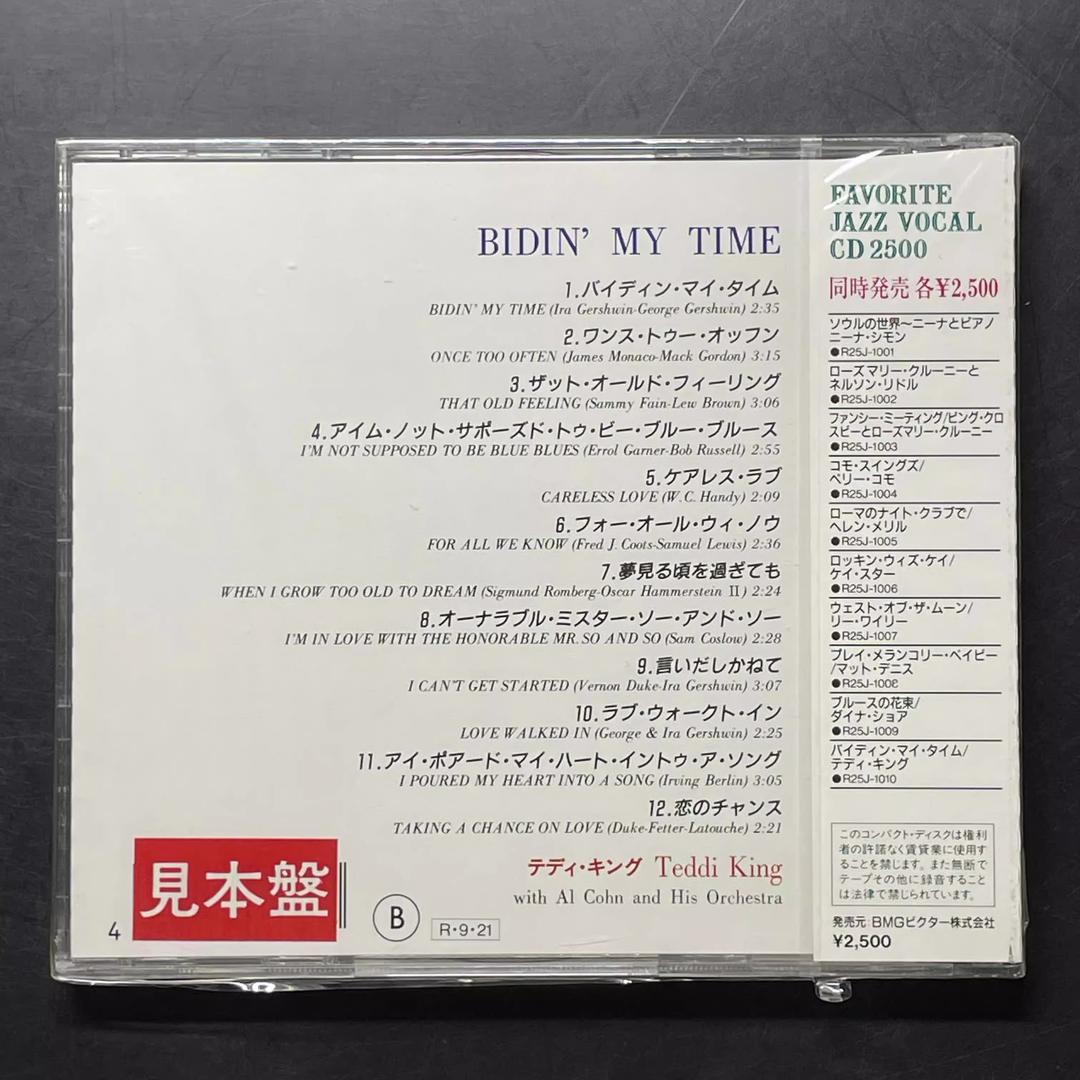 BIDIN' MY TIME
1.バイディン・マイ・タイム
BIDIN' MY TIME (Ira Gershwin-George Gershwin) 2:35
2.ワンス・トゥー・オッフン
ONCE TOO OFTEN (James Monaco-Mack Gordon) 3:15
3.ザット・オールド・フィーリング
THAT OLD FEELING (Sammy Fain-Lew Brown) 3:06
4.アイム・ノット・サポーズド・トゥ・ビー・ブルー・ブルース
I'M NOT SUPPOSED TO BE BLUE BLUES (Errol Garner-Bob Russell) 2:55
5.ケアレス・ラブ
CARELESS LOVE (W.C. Handy) 2:09
6.フォー・オール・ウィ・ノウ
FOR ALL WE KNOW (Fred J. Coots-Samuel Lewis) 2:36
7.夢見る頃を過ぎても
WHEN I GROW TOO OLD TO DREAM (Sigmund Romberg-Oscar Hammerstein II) 2:24
8.オーナラブル・ミスター・ソー・アンド・ソー
I'M IN LOVE WITH THE HONORABLE MR. SO AND SO (Sam Coslow) 2:28
9.言いだしかねて
I CAN'T GET STARTED (Vernon Duke-Ira Gershwin) 3:07
10.ラブ・ウォークト・イン
LOVE WALKED IN (George & Ira Gershwin) 2:25
11.アイ・ポアード・マイ・ハート・イントゥ・ア・ソング
I POURED MY HEART INTO A SONG (Irving Berlin) 3:05
12.恋のチャンス
TAKING A CHANCE ON LOVE (Duke-Fetter-Latouche) 2:21
テディ・キング Teddi King
with Al Cohn and His Orchestra
見本盤
4
B
R・9・21
FAVORITE
JAZZ VOCAL
CD 2500
同時発売 各¥2,500
ソウルの世界〜ニーナとピアノ
ニーナ・シモン
●R25J-1001
ローズマリー・クルーニーと
ネルソン・リドル
●R25J-1002
ファンシー・ミーティング/ビング・クロ
スビーとローズマリー・クルーニー
●R25J-1003
コモ・スイングズ/
ペリー・コモ
●R25J-1004
ローマのナイト・クラブで/
ヘレン・メリル
●R25J-1005
ロッキン・ウィズ・ケイ/
ケイ・スター
●R25J-1006
ウェスト・オブ・ザ・ムーン/
リー・ワイリー
●R25J-1007
プレイ・メランコリー・ベイビー
/マット・デニス
●R25J-1008
ブルースの花束/
ダイナ・ショア
●R25J-1009
バイディン・マイ・タイム/
テディ・キング
●R25J-1010
このコンパクト・ディスクは権利
者の許諾なく賃貸業に使用す
ることを禁じます。また無断で
テープその他に録音すること
は法律で禁じられています。
発売元:BMGビクター株式会社
¥2,500